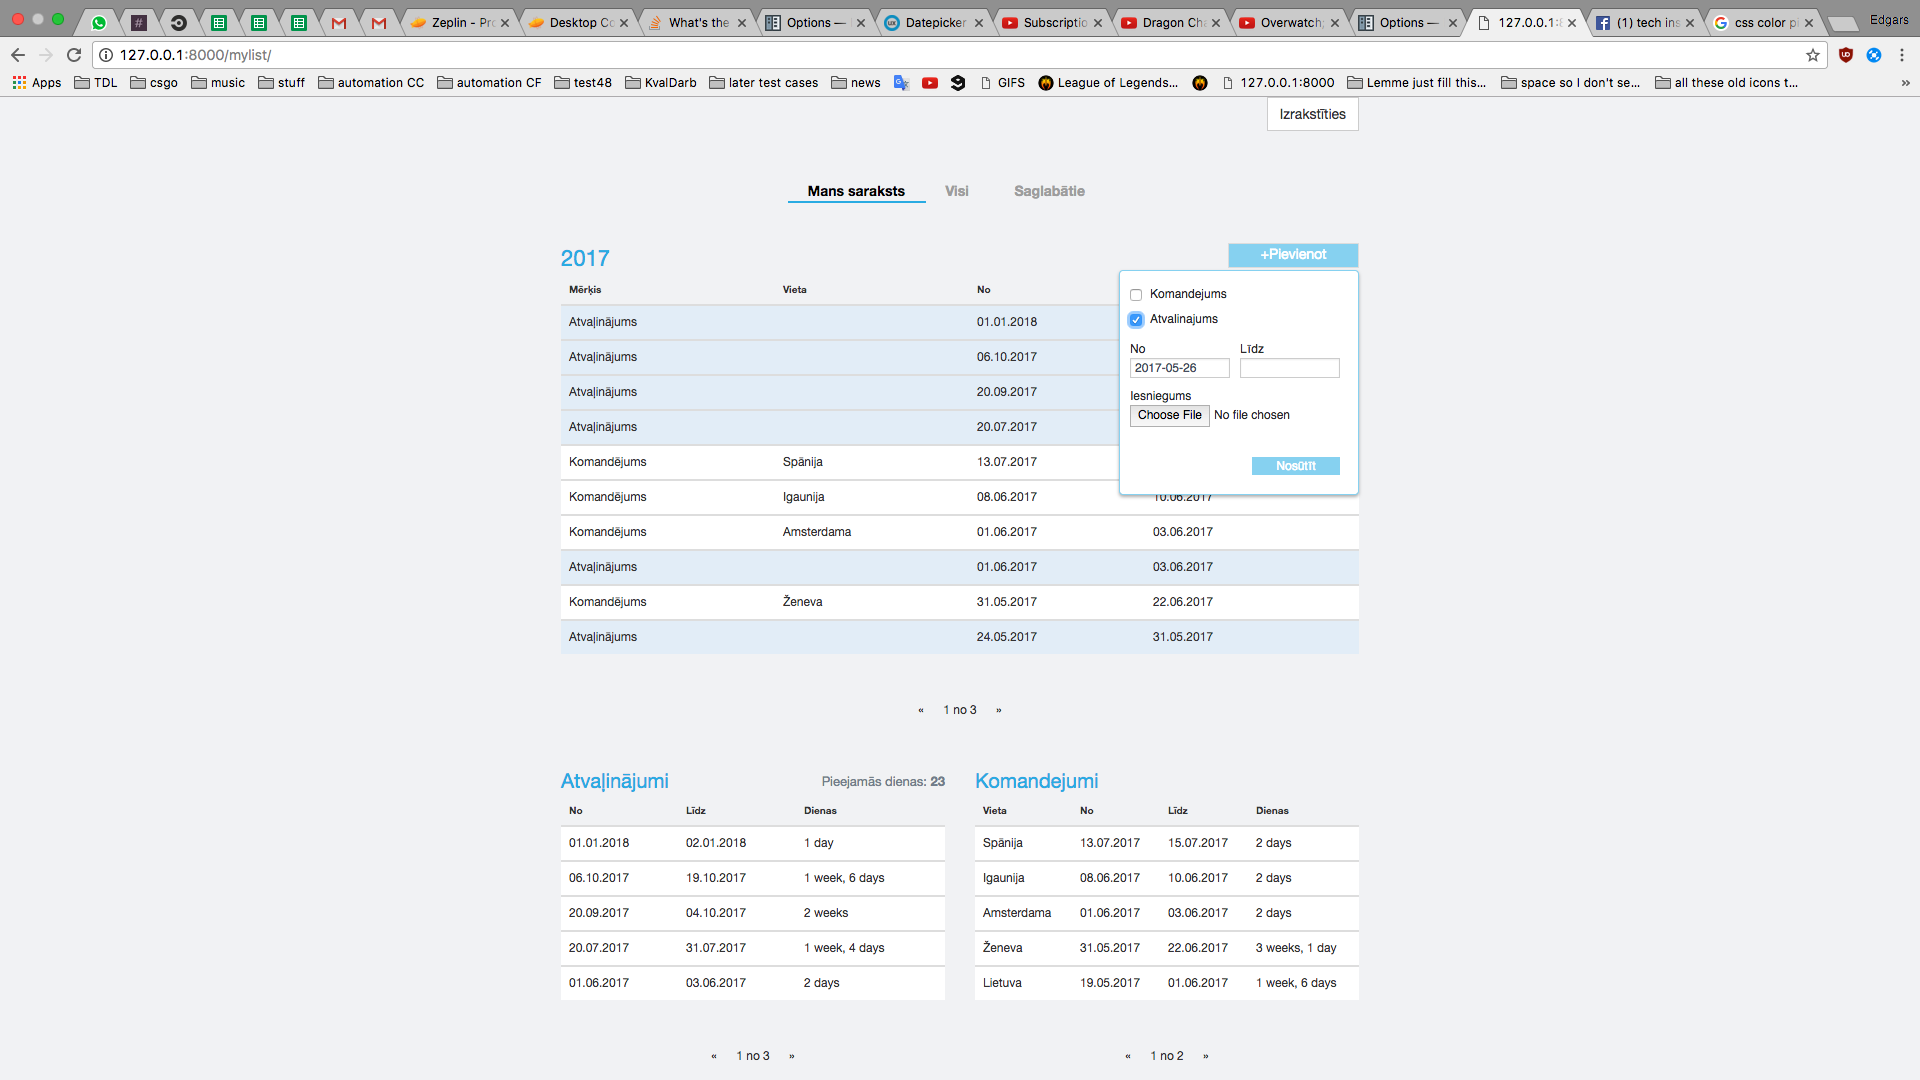 Zeplin - Pro
Desktop Co
What's the
Options —
Datepicker
Subscriptio
Dragon Cha
Overwatch;
Options —
127.0.0.1:8
(1) tech ins
css color pi
Edgars
127.0.0.1:8000/mylist/
Apps
TDL
csgo
music
stuff
automation CC
automation CF
test48
KvalDarb
later test cases
news
GIFS
League of Legends...
127.0.0.1:8000
Lemme just fill this...
space so I don't se...
all these old icons t...
»
Izrakstīties
Mans saraksts Visi Saglabātie
2017
+Pievienot
Mērķis Vieta No
Atvaļinājums 01.01.2018
Atvaļinājums 06.10.2017
Atvaļinājums 20.09.2017
Atvaļinājums 20.07.2017
Komandējums Spānija 13.07.2017
Komandējums Igaunija 08.06.2017 10.06.2017
Komandējums Amsterdama 01.06.2017 03.06.2017
Atvaļinājums 01.06.2017 03.06.2017
Komandējums Ženeva 31.05.2017 22.06.2017
Atvaļinājums 24.05.2017 31.05.2017
Komandejums
Atvalinajums
No Līdz
2017-05-26
Iesniegums
Choose File No file chosen
Nosūtīt
« 1 no 3 »
Atvaļinājumi Pieejamās dienas: 23
No Līdz Dienas
01.01.2018 02.01.2018 1 day
06.10.2017 19.10.2017 1 week, 6 days
20.09.2017 04.10.2017 2 weeks
20.07.2017 31.07.2017 1 week, 4 days
01.06.2017 03.06.2017 2 days
« 1 no 3 »
Komandejumi
Vieta No Līdz Dienas
Spānija 13.07.2017 15.07.2017 2 days
Igaunija 08.06.2017 10.06.2017 2 days
Amsterdama 01.06.2017 03.06.2017 2 days
Ženeva 31.05.2017 22.06.2017 3 weeks, 1 day
Lietuva 19.05.2017 01.06.2017 1 week, 6 days
« 1 no 2 »